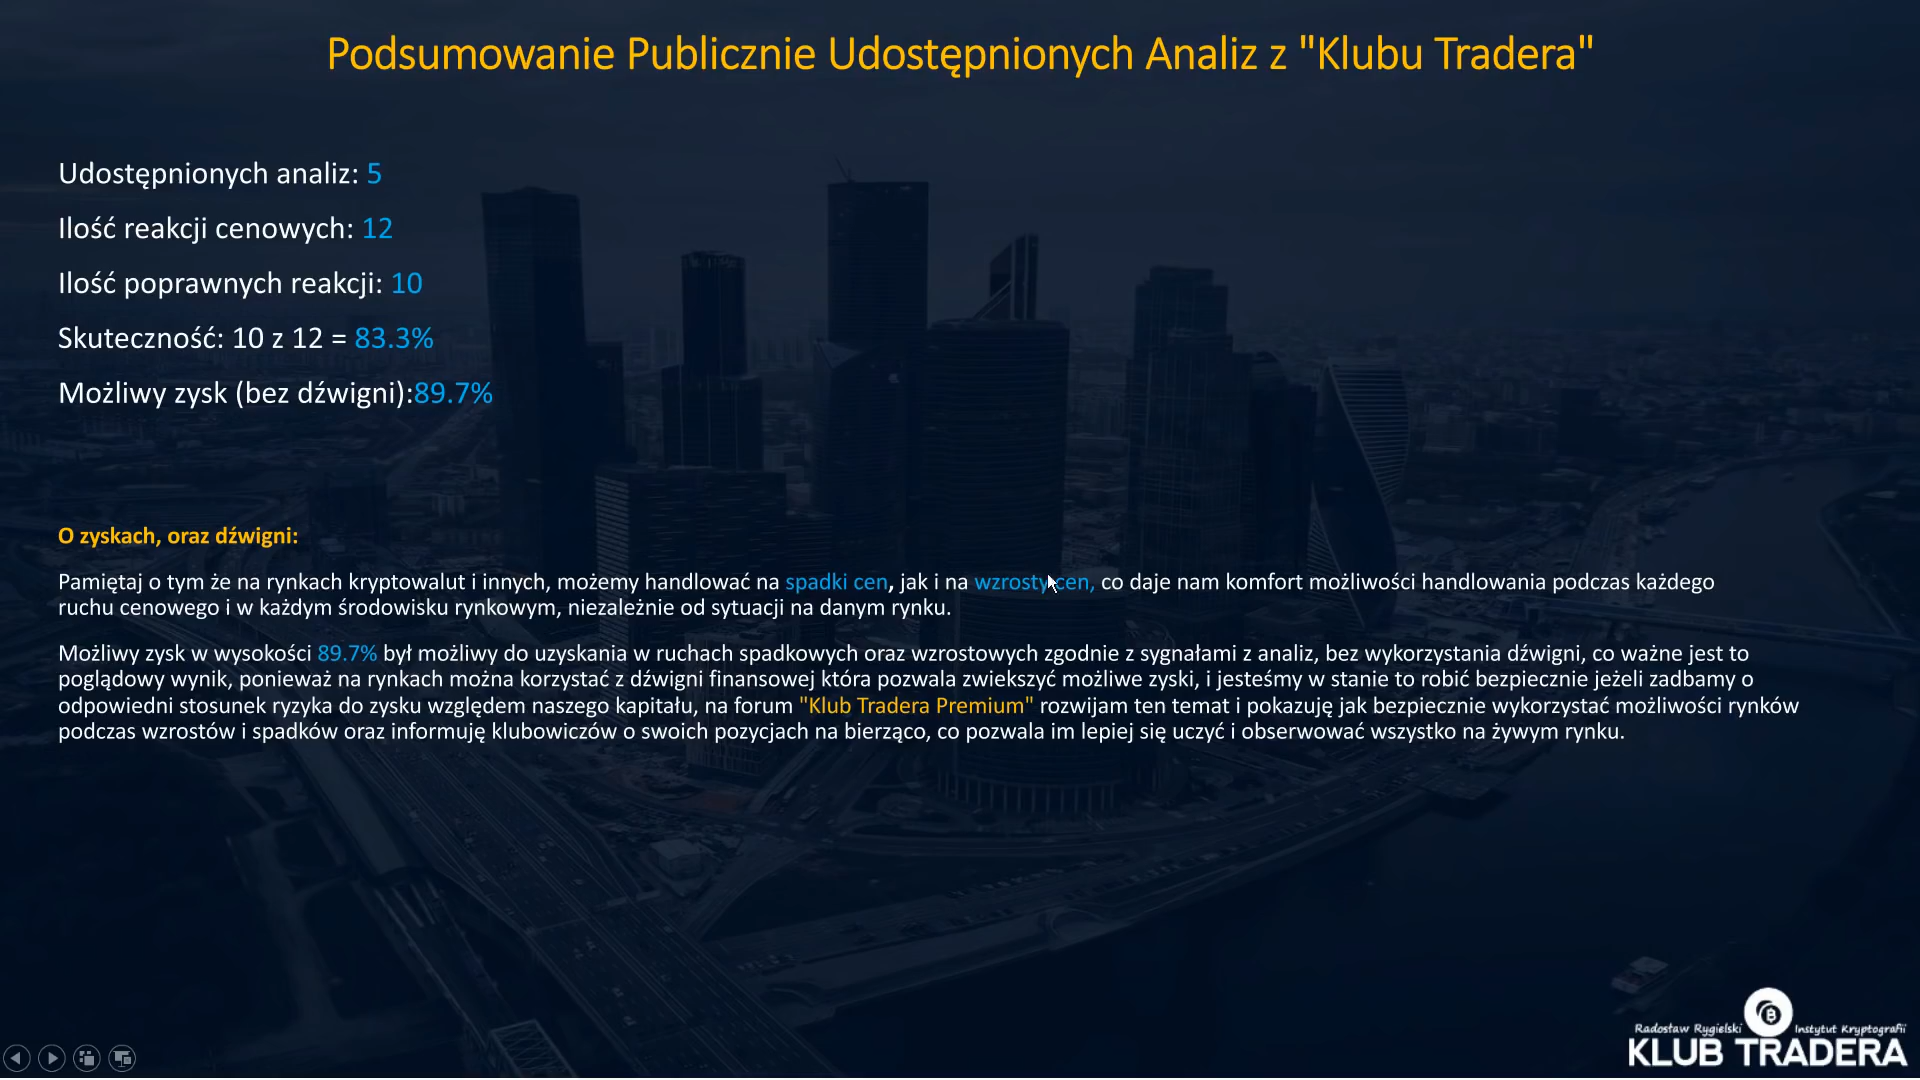 Podsumowanie Publicznie Udostępnionych Analiz z "Klubu Tradera"
Udostępnionych analiz: 5
Ilość reakcji cenowych: 12
Ilość poprawnych reakcji: 10
Skuteczność: 10 z 12 = 83.3%
Możliwy zysk (bez dźwigni):89.7%
O zyskach, oraz dźwigni:
Pamiętaj o tym że na rynkach kryptowalut i innych, możemy handlować na spadki cen, jak i na wzrosty cen, co daje nam komfort możliwości handlowania podczas każdego
ruchu cenowego i w każdym środowisku rynkowym, niezależnie od sytuacji na danym rynku.
Możliwy zysk w wysokości 89.7% był możliwy do uzyskania w ruchach spadkowych oraz wzrostowych zgodnie z sygnałami z analiz, bez wykorzystania dźwigni, co ważne jest to
poglądowy wynik, ponieważ na rynkach można korzystać z dźwigni finansowej która pozwala zwiekszyć możliwe zyski, i jesteśmy w stanie to robić bezpiecznie jeżeli zadbamy o
odpowiedni stosunek ryzyka do zysku względem naszego kapitału, na forum "Klub Tradera Premium" rozwijam ten temat i pokazuję jak bezpiecznie wykorzystać możliwości rynków
podczas wzrostów i spadków oraz informuję klubowiczów o swoich pozycjach na bierząco, co pozwala im lepiej się uczyć i obserwować wszystko na żywym rynku.
Radosław Rygielski Instytut Kryptografii
KLUB TRADERA